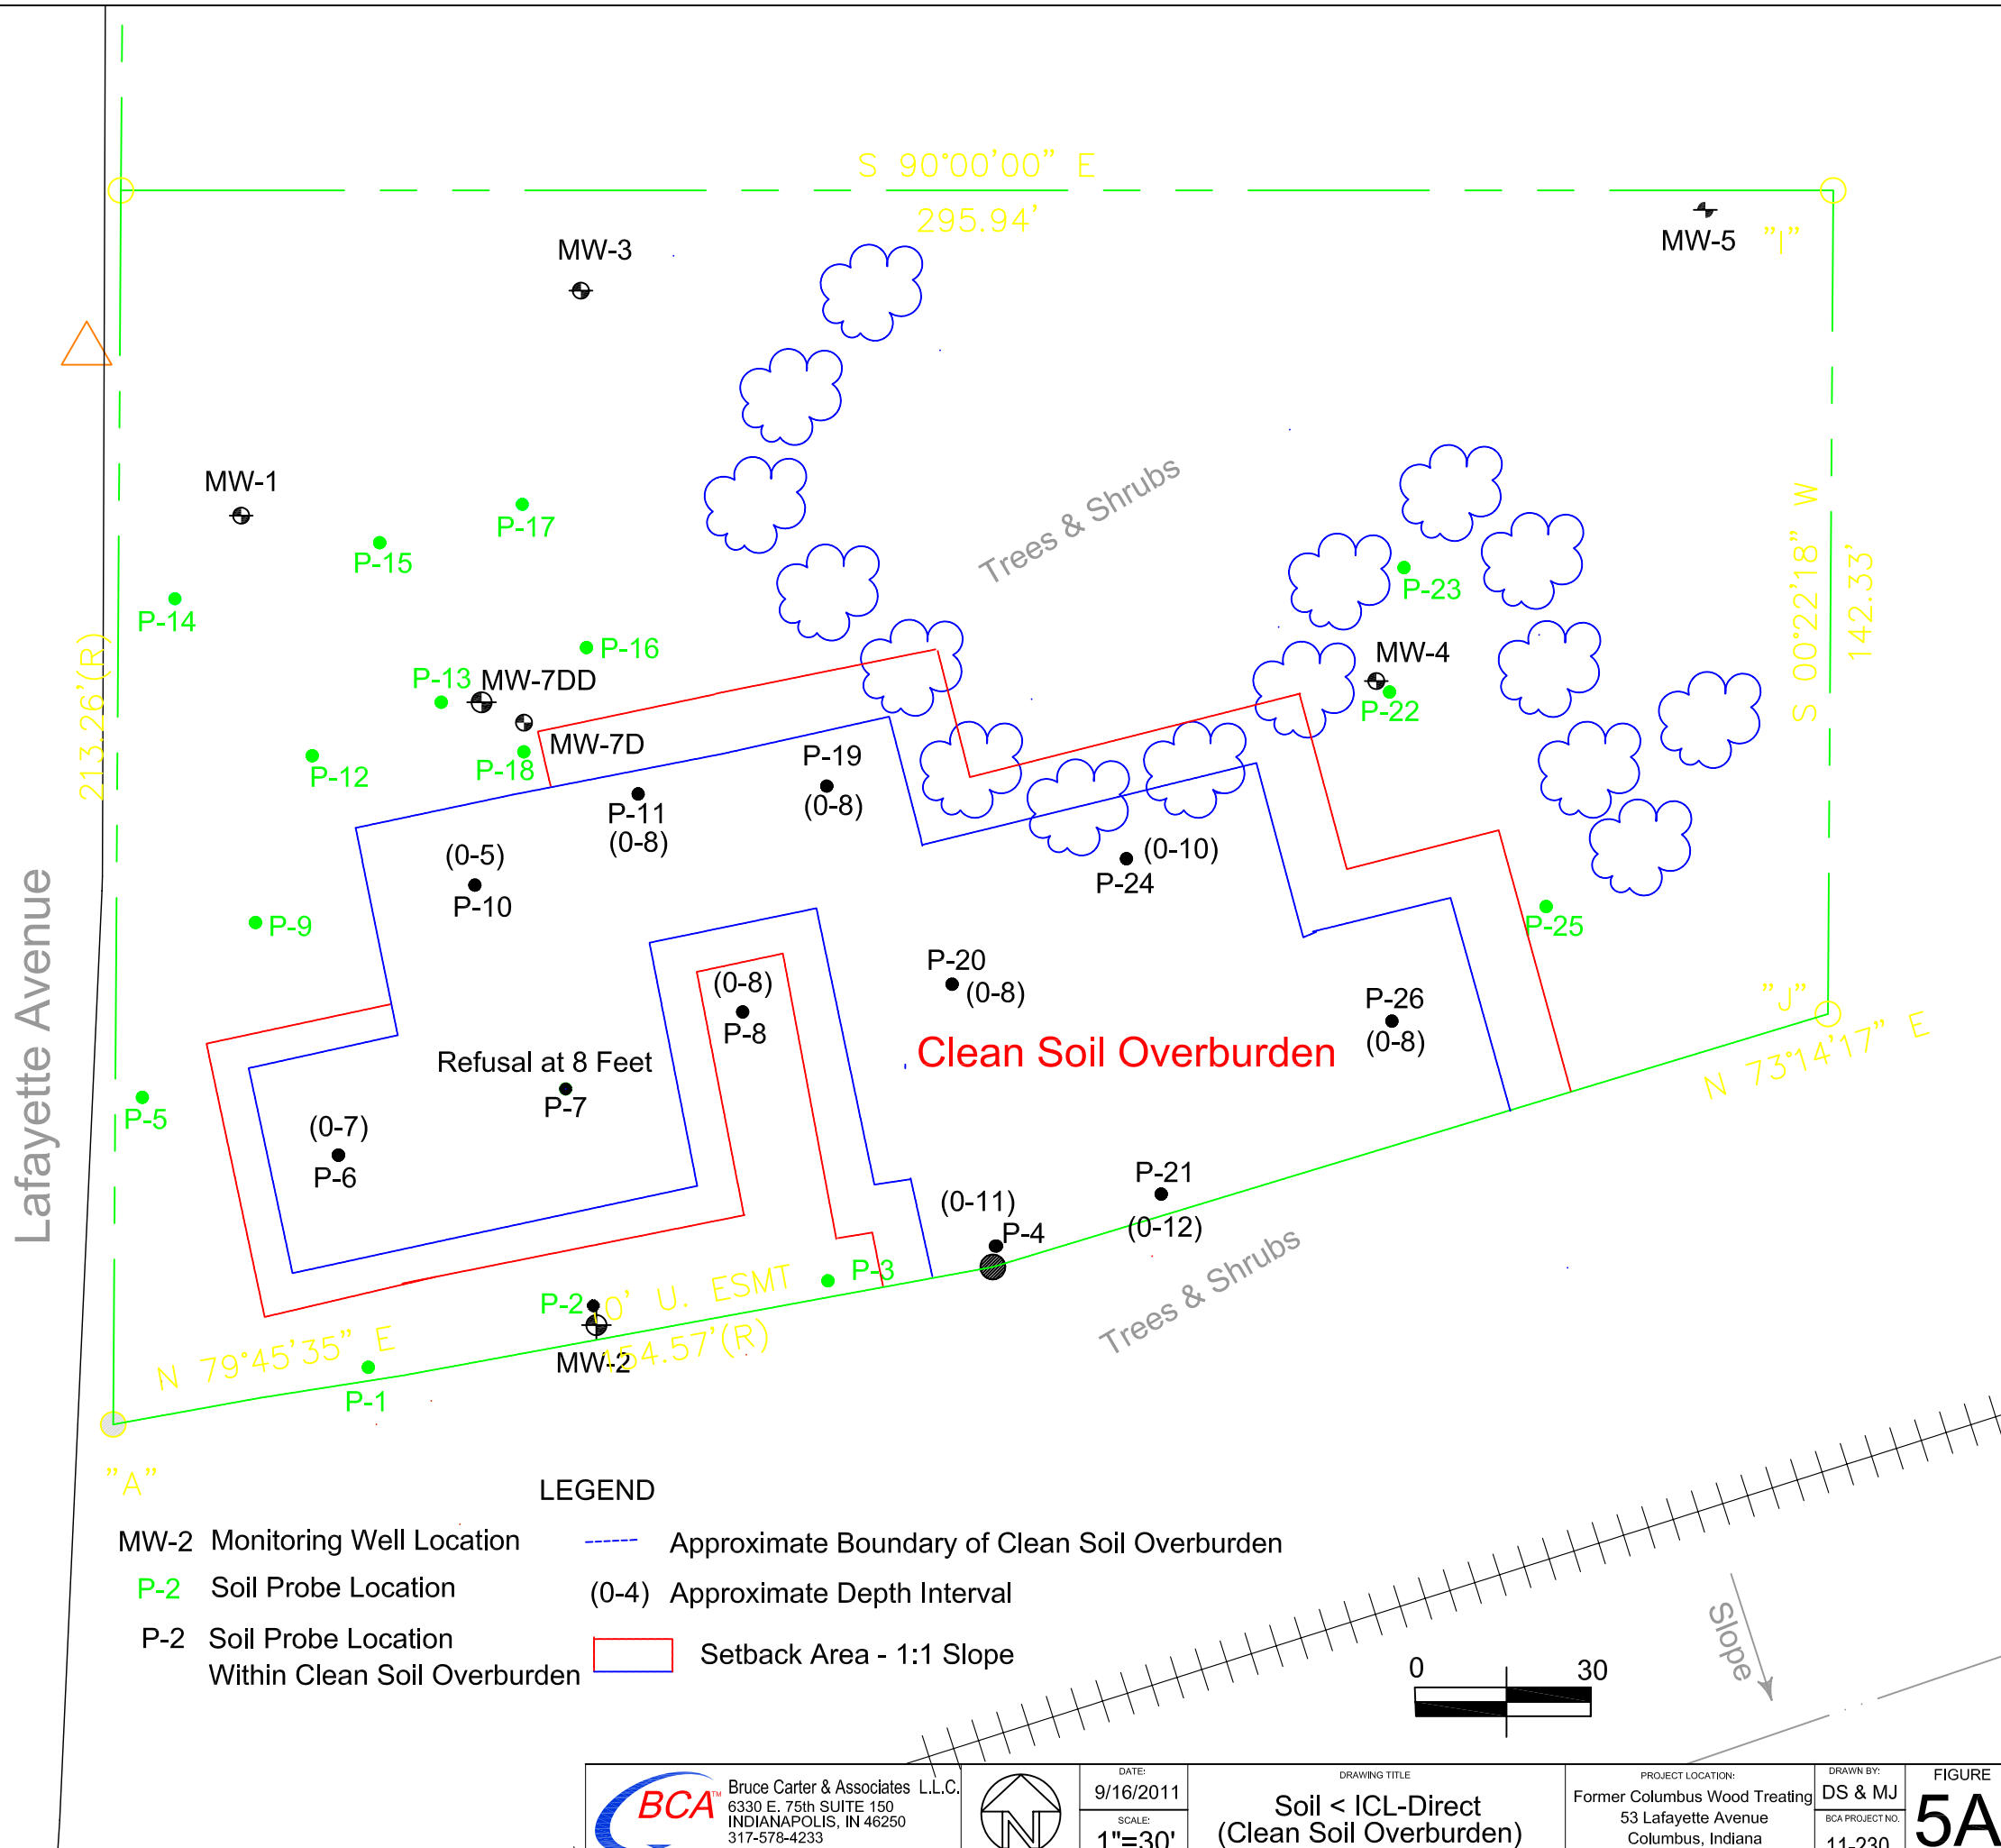 S 90°00'00" E
295.94'
MW-3
MW-5
"I"
MW-1
P-17
P-15
P-14
Trees & Shrubs
P-23
S 00°22'18" W
142.33'
213.26'(R)
P-16
P-13
MW-7DD
MW-4
P-22
MW-7D
P-18
P-12
P-19
(0-8)
P-11
(0-8)
(0-5)
P-10
(0-10)
P-24
P-9
P-25
Lafayette Avenue
P-20
(0-8)
(0-8)
P-8
P-26
(0-8)
"J"
N 73°14'17" E
Clean Soil Overburden
Refusal at 8 Feet
P-7
P-5
(0-7)
P-6
P-21
(0-12)
(0-11)
P-4
Trees & Shrubs
P-3
P-2
0' U. ESMT
154.57'(R)
MW-2
N 79°45'35" E
P-1
"A"
LEGEND
MW-2 Monitoring Well Location
P-2 Soil Probe Location
P-2 Soil Probe Location
Within Clean Soil Overburden
Approximate Boundary of Clean Soil Overburden
(0-4) Approximate Depth Interval
Setback Area - 1:1 Slope
Slope
0 30
BCA™
Bruce Carter & Associates L.L.C.
6330 E. 75th SUITE 150
INDIANAPOLIS, IN 46250
317-578-4233
N
DATE:
9/16/2011
SCALE:
1"=30'
DRAWING TITLE
Soil < ICL-Direct
(Clean Soil Overburden)
PROJECT LOCATION:
Former Columbus Wood Treating
53 Lafayette Avenue
Columbus, Indiana
DRAWN BY:
DS & MJ
BCA PROJECT NO.
11-230
FIGURE
5A